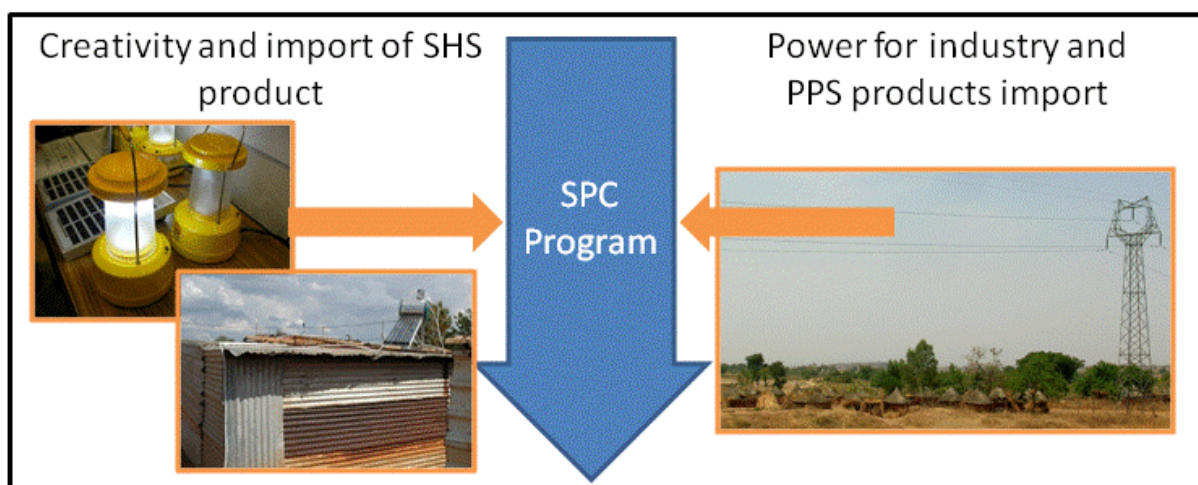 Creativity and import of SHS
product
Power for industry and
PPS products import
SPC
Program